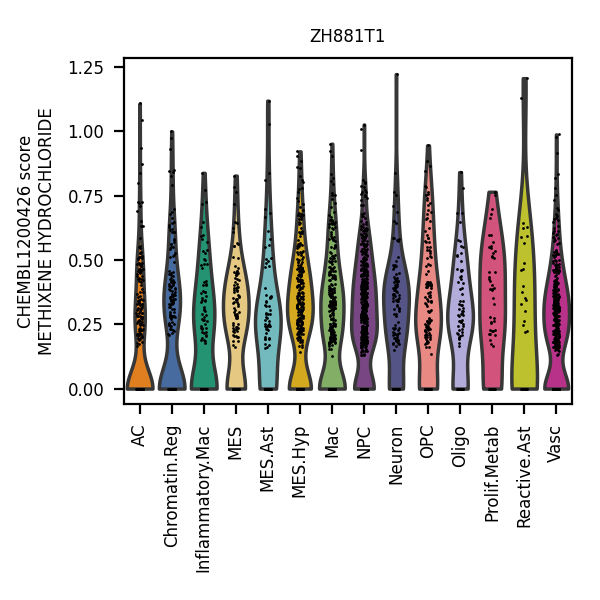 ZH881T1
CHEMBL1200426 score
METHIXENE HYDROCHLORIDE
1.25
1.00
0.75
0.50
0.25
0.00
AC
Chromatin.Reg
Inflammatory.Mac
MES
MES.Ast
MES.Hyp
Mac
NPC
Neuron
OPC
Oligo
Prolif.Metab
Reactive.Ast
Vasc